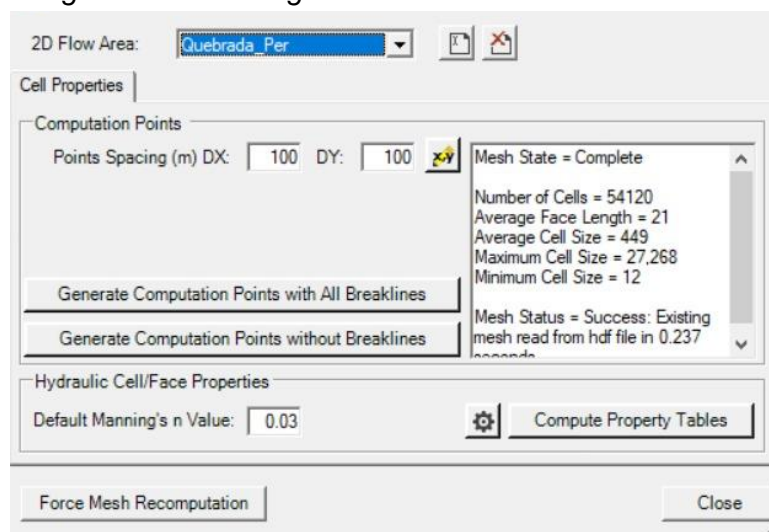 2D Flow Area: Quebrada_Per
Cell Properties
Computation Points
Points Spacing (m) DX: 100 DY: 100
Mesh State = Complete
Number of Cells = 54120
Average Face Length = 21
Average Cell Size = 449
Maximum Cell Size = 27,268
Minimum Cell Size = 12
Mesh Status = Success: Existing
mesh read from hdf file in 0.237
Generate Computation Points with All Breaklines
Generate Computation Points without Breaklines
Hydraulic Cell/Face Properties
Default Manning's n Value: 0.03
Compute Property Tables
Force Mesh Recomputation
Close